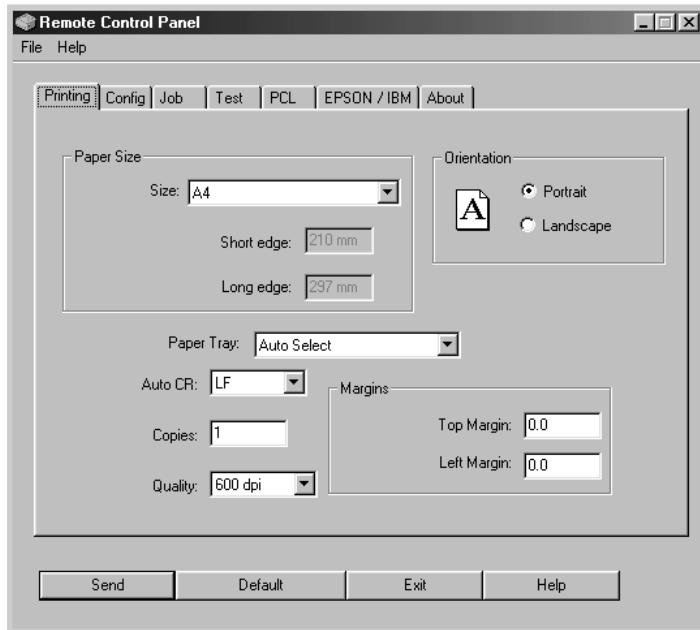 Remote Control Panel
File Help
Printing Config Job Test PCL EPSON / IBM About
Paper Size
Size: A4
Short edge: 210 mm
Long edge: 297 mm
Orientation
A
Portrait
Landscape
Paper Tray: Auto Select
Auto CR: LF
Copies: 1
Quality: 600 dpi
Margins
Top Margin: 0.0
Left Margin: 0.0
Send Default Exit Help